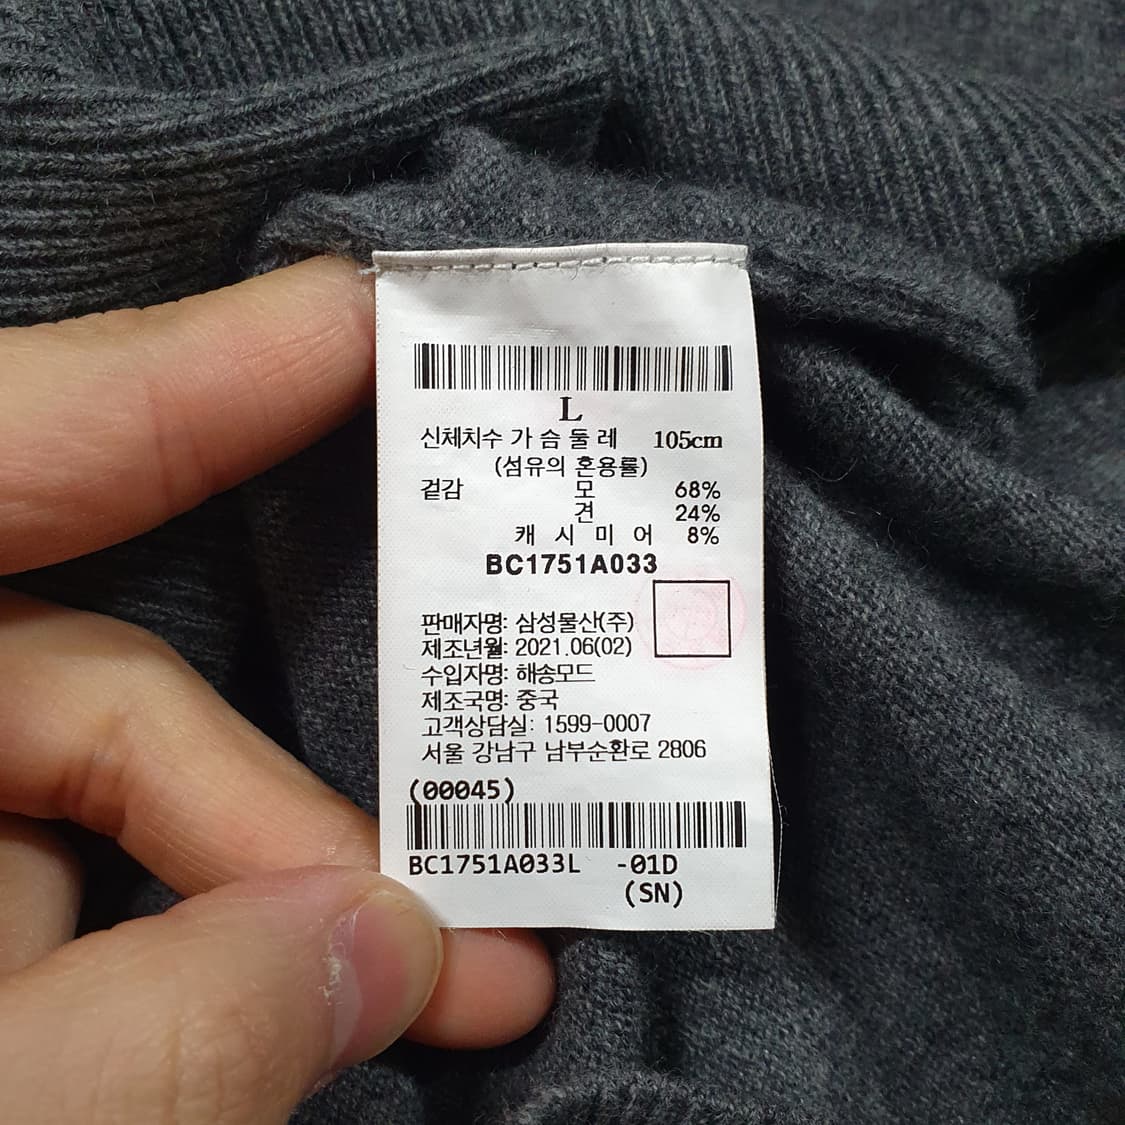 L
신체치수 가 슴 둘 레 105cm
(섬유의 혼용률)
겉감 모 68%
견 24%
캐 시 미 어 8%
BC1751A033
판매자명: 삼성물산(주)
제조년월: 2021.06(02)
수입자명: 해송모드
제조국명: 중국
고객상담실: 1599-0007
서울 강남구 남부순환로 2806
(00045)
BC1751A033L -01D
(SN)